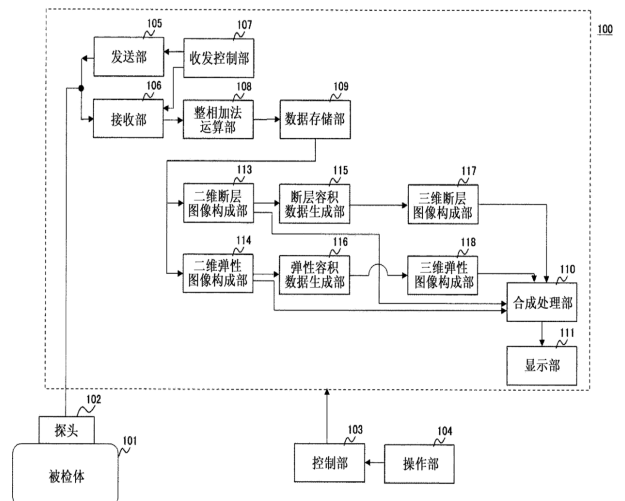 100
105
发送部
107
收发控制部
106
接收部
108
整相加法
运算部
109
数据存储部
113
二维断层
图像构成部
115
断层容积
数据生成部
117
三维断层
图像构成部
114
二维弹性
图像构成部
116
弹性容积
数据生成部
118
三维弹性
图像构成部
110
合成处理部
111
显示部
102
探头
101
被检体
103
控制部
104
操作部